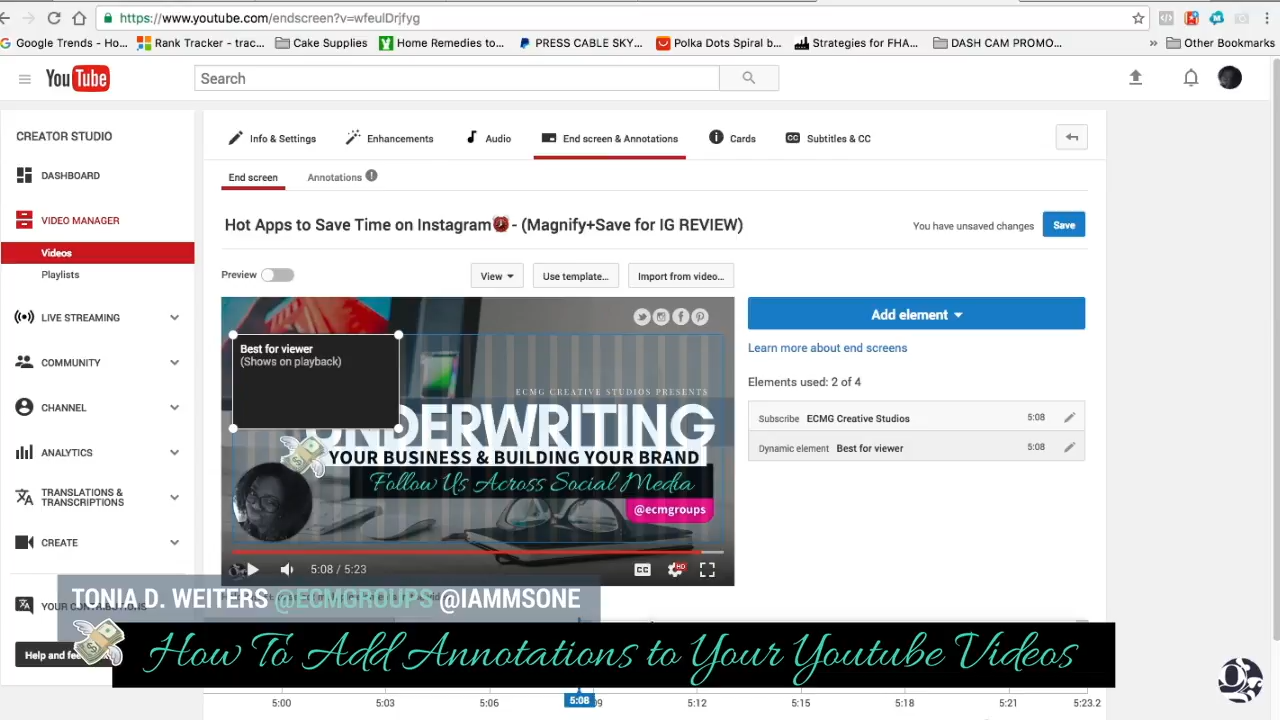 https://www.youtube.com/endscreen?v=wfeulDrjfyg
Google Trends - Ho...
Rank Tracker - trac...
Cake Supplies
Home Remedies to...
PRESS CABLE SKY...
Polka Dots Spiral b...
Strategies for FHA...
DASH CAM PROMO...
» Other Bookmarks
YouTube
Search
CREATOR STUDIO
DASHBOARD
VIDEO MANAGER
Videos
Playlists
LIVE STREAMING
COMMUNITY
CHANNEL
ANALYTICS
TRANSLATIONS &
TRANSCRIPTIONS
CREATE
YOUR CONTRIBUTIONS
Help and fee
Info & Settings
Enhancements
Audio
End screen & Annotations
Cards
CC Subtitles & CC
End screen
Annotations
Hot Apps to Save Time on Instagram - (Magnify+Save for IG REVIEW)
You have unsaved changes
Save
Preview
View
Use template...
Import from video...
Best for viewer
(Shows on playback)
ECMG CREATIVE STUDIOS PRESENTS
UNDERWRITING
YOUR BUSINESS & BUILDING YOUR BRAND
Follow Us Across Social Media
@ecmgroups
5:08 / 5:23
CC
HD
Add element
Learn more about end screens
Elements used: 2 of 4
Subscribe ECMG Creative Studios 5:08
Dynamic element Best for viewer 5:08
TONIA D. WEITERS @ECMGROUPS @IAMMSONE
How To Add Annotations to Your Youtube Videos
5:00 5:03 5:06 5:08 5:12 5:15 5:18 5:21 5:23.2